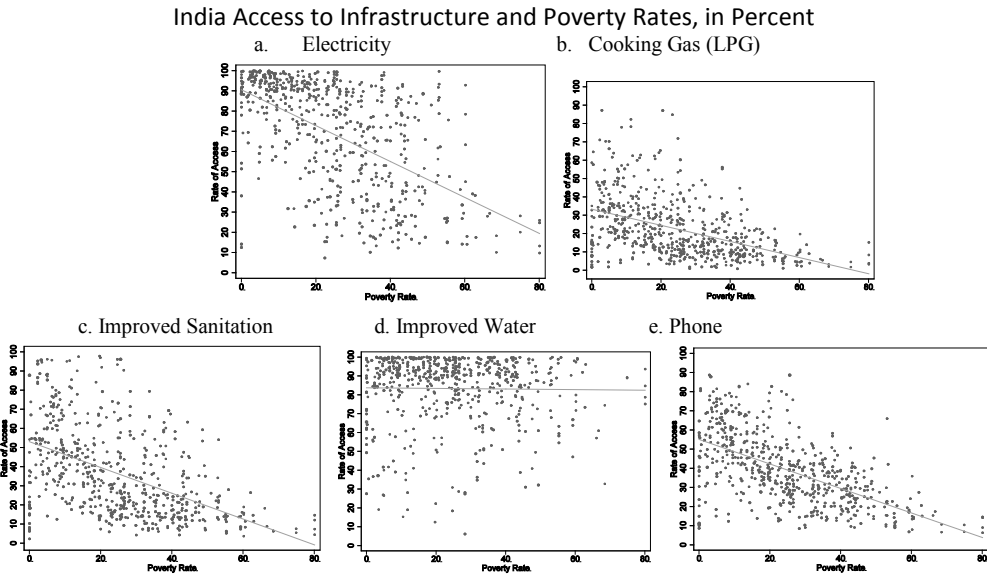 India Access to Infrastructure and Poverty Rates, in Percent
a. Electricity
b. Cooking Gas (LPG)
Rate of Access
0 10 20 30 40 50 60 70 80 90 100
0. 20. 40. 60. 80.
Poverty Rate.
Rate of Access
0 10 20 30 40 50 60 70 80 90 100
0. 20. 40. 60. 80.
Poverty Rate.
c. Improved Sanitation
d. Improved Water
e. Phone
Rate of Access
0 10 20 30 40 50 60 70 80 90 100
0. 20. 40. 60. 80.
Poverty Rate.
Rate of Access
0 10 20 30 40 50 60 70 80 90 100
0. 20. 40. 60. 80.
Poverty Rate.
Rate of Access
0 10 20 30 40 50 60 70 80 90 100
0. 20. 40. 60. 80.
Poverty Rate.